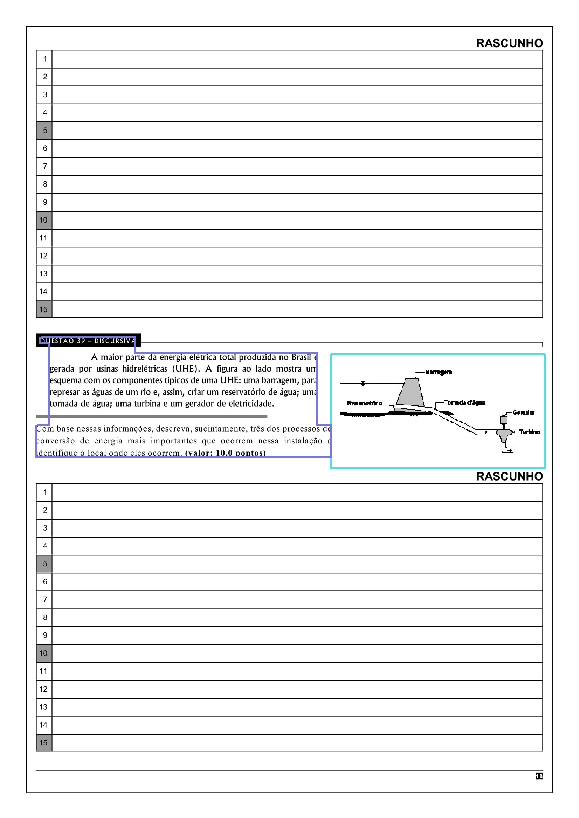 RASCUNHO
1
2
3
4
5
6
7
8
9
10
11
12
13
14
15
QUESTÃO 39 – DISCURSIVA
A maior parte da energia elétrica total produzida no Brasil é
gerada por usinas hidrelétricas (UHE). A figura ao lado mostra um
esquema com os componentes típicos de uma UHE: uma barragem, para
represar as águas de um rio e, assim, criar um reservatório de água; uma
tomada de água; uma turbina e um gerador de eletricidade.
Barragem
Tomada d'água
Gerador
Turbina
Com base nessas informações, descreva, sucintamente, três dos processos de
conversão de energia mais importantes que ocorrem nessa instalação e
identifique o local onde eles ocorrem. (valor: 10,0 pontos)
RASCUNHO
1
2
3
4
5
6
7
8
9
10
11
12
13
14
15